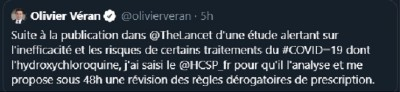 Olivier Véran @olivierveran · 5h
Suite à la publication dans @TheLancet d'une étude alertant sur
l'inefficacité et les risques de certains traitements du #COVID-19 dont
l'hydroxychloroquine, j'ai saisi le @HCSP_fr pour qu'il l'analyse et me
propose sous 48h une révision des règles dérogatoires de prescription.